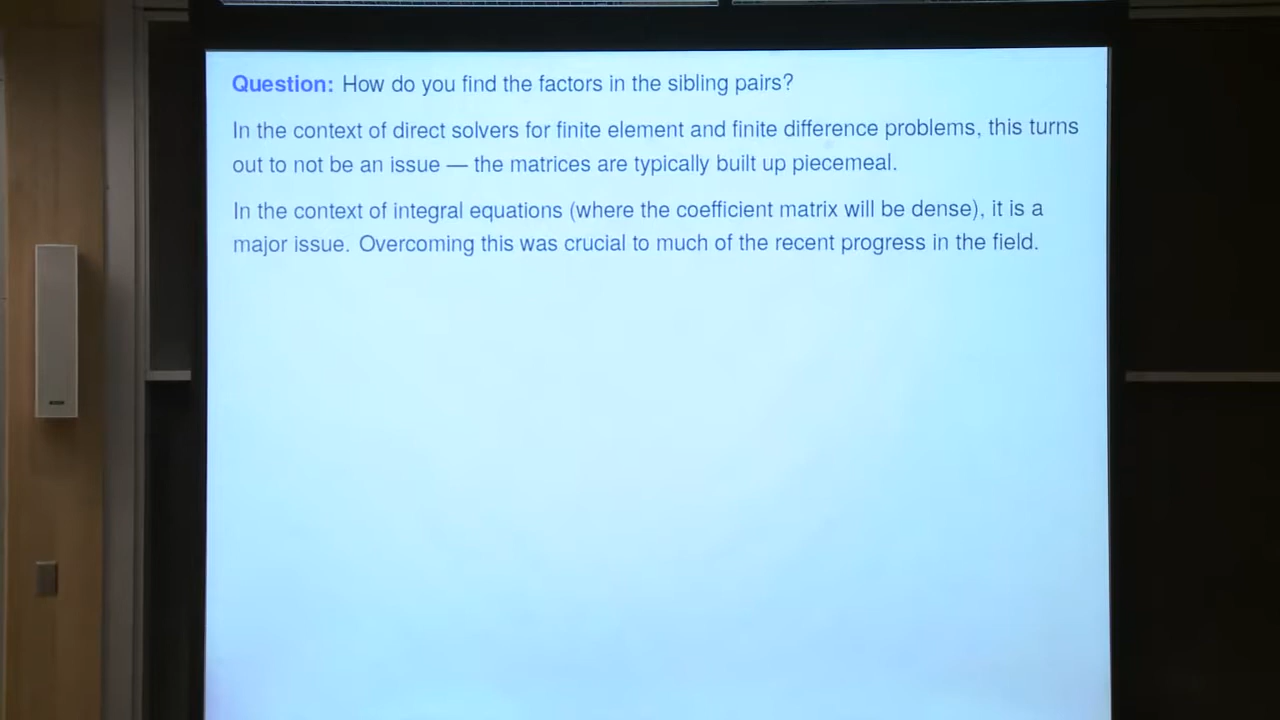 Question: How do you find the factors in the sibling pairs?
In the context of direct solvers for finite element and finite difference problems, this turns
out to not be an issue — the matrices are typically built up piecemeal.
In the context of integral equations (where the coefficient matrix will be dense), it is a
major issue. Overcoming this was crucial to much of the recent progress in the field.